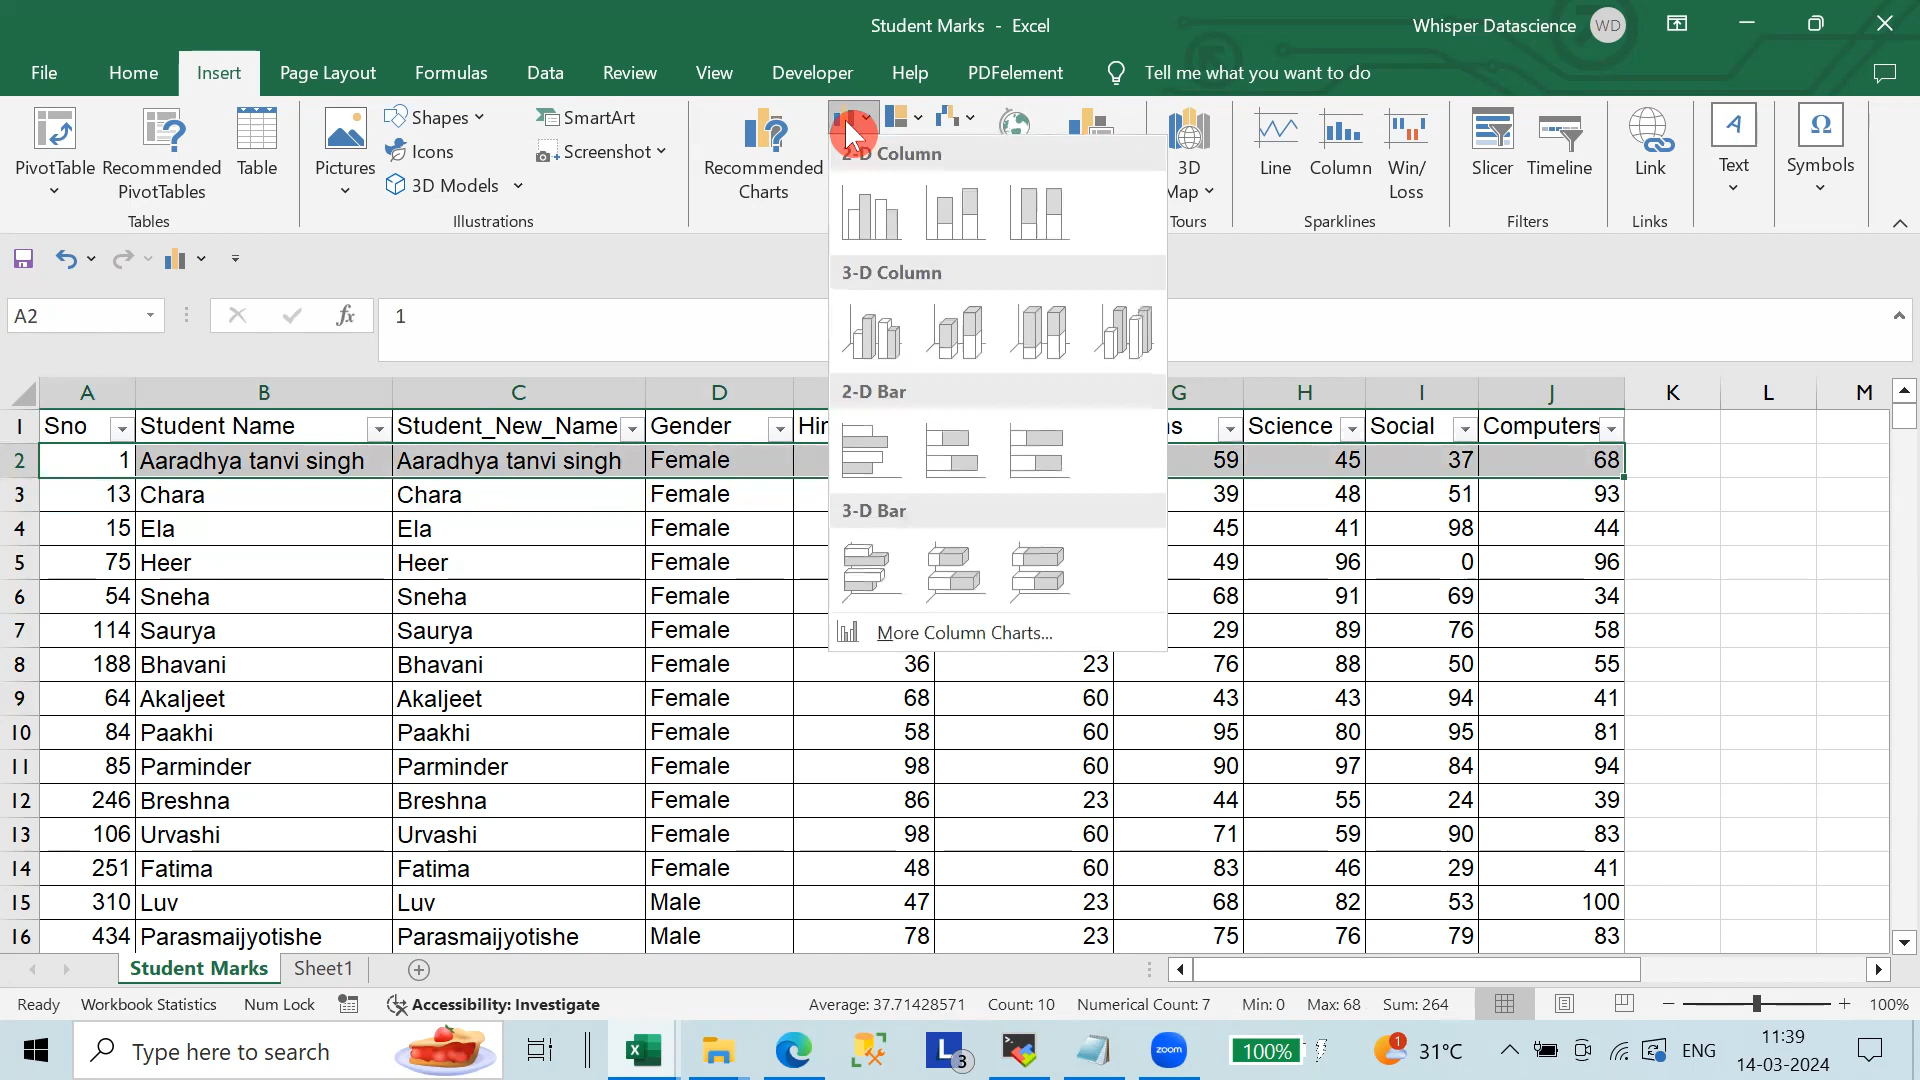 Student Marks - Excel
Whisper Datascience WD
File Home Insert Page Layout Formulas Data Review View Developer Help PDFelement Tell me what you want to do
PivotTable
Recommended PivotTables
Table
Tables
Pictures
Shapes
Icons
3D Models
SmartArt
Screenshot
Illustrations
Recommended Charts
3D Map
Tours
Line
Column
Win/Loss
Sparklines
Slicer
Timeline
Filters
Link
Links
Text
Symbols
2-D Column
3-D Column
2-D Bar
3-D Bar
More Column Charts...
A2 fx 1
A B C D G H I J K L M
1 Sno Student Name Student_New_Name Gender Science Social Computers
2 1 Aaradhya tanvi singh Aaradhya tanvi singh Female 59 45 37 68
3 13 Chara Chara Female 39 48 51 93
4 15 Ela Ela Female 45 41 98 44
5 75 Heer Heer Female 49 96 0 96
6 54 Sneha Sneha Female 68 91 69 34
7 114 Saurya Saurya Female 29 89 76 58
8 188 Bhavani Bhavani Female 36 23 76 88 50 55
9 64 Akaljeet Akaljeet Female 68 60 43 43 94 41
10 84 Paakhi Paakhi Female 58 60 95 80 95 81
11 85 Parminder Parminder Female 98 60 90 97 84 94
12 246 Breshna Breshna Female 86 23 44 55 24 39
13 106 Urvashi Urvashi Female 98 60 71 59 90 83
14 251 Fatima Fatima Female 48 60 83 46 29 41
15 310 Luv Luv Male 47 23 68 82 53 100
16 434 Parasmaijyotishe Parasmaijyotishe Male 78 23 75 76 79 83
Student Marks Sheet1
Ready Workbook Statistics Num Lock Accessibility: Investigate Average: 37.71428571 Count: 10 Numerical Count: 7 Min: 0 Max: 68 Sum: 264 100%
Type here to search L 3 zoom 100% 1 31°C ENG 11:39
14-03-2024